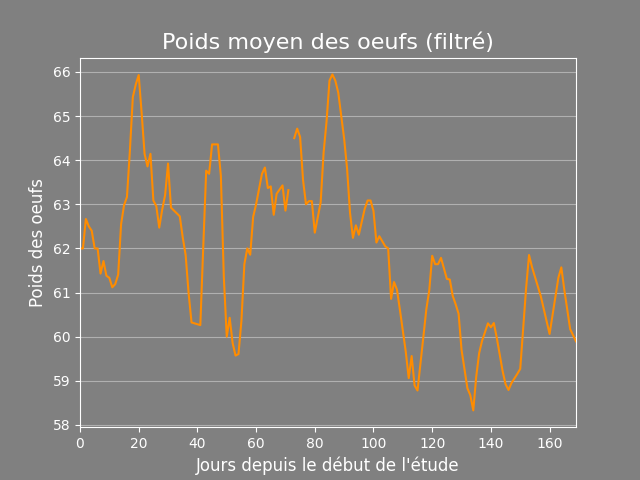 Poids moyen des oeufs (filtré)
66
65
64
63
62
61
60
59
58
Poids des oeufs
0 20 40 60 80 100 120 140 160
Jours depuis le début de l'étude